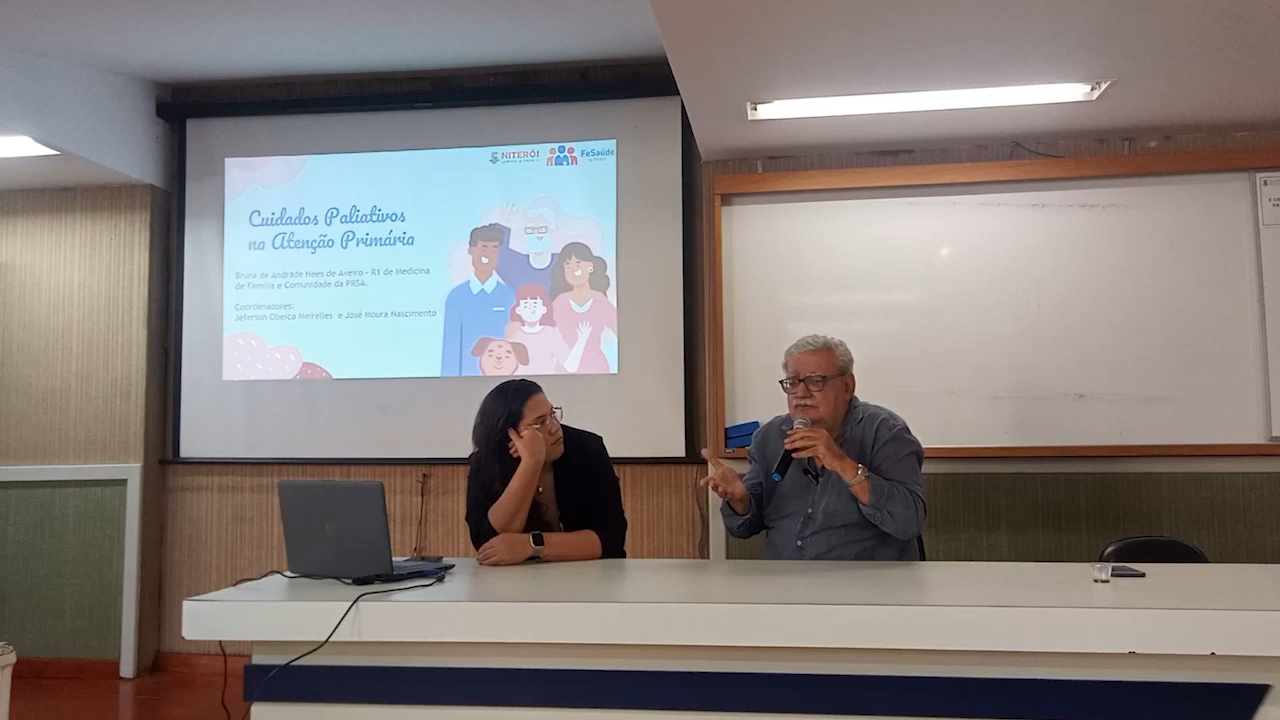 NITERÓI
FeSaúde
Cuidados Paliativos
na Atenção Primária
Bruna de Andrade Hees de Aveiro - R1 de Medicina
de Família e Comunidade da PRSA.
Coordenadores:
Jeferson Obeica Meirelles e José Moura Nascimento